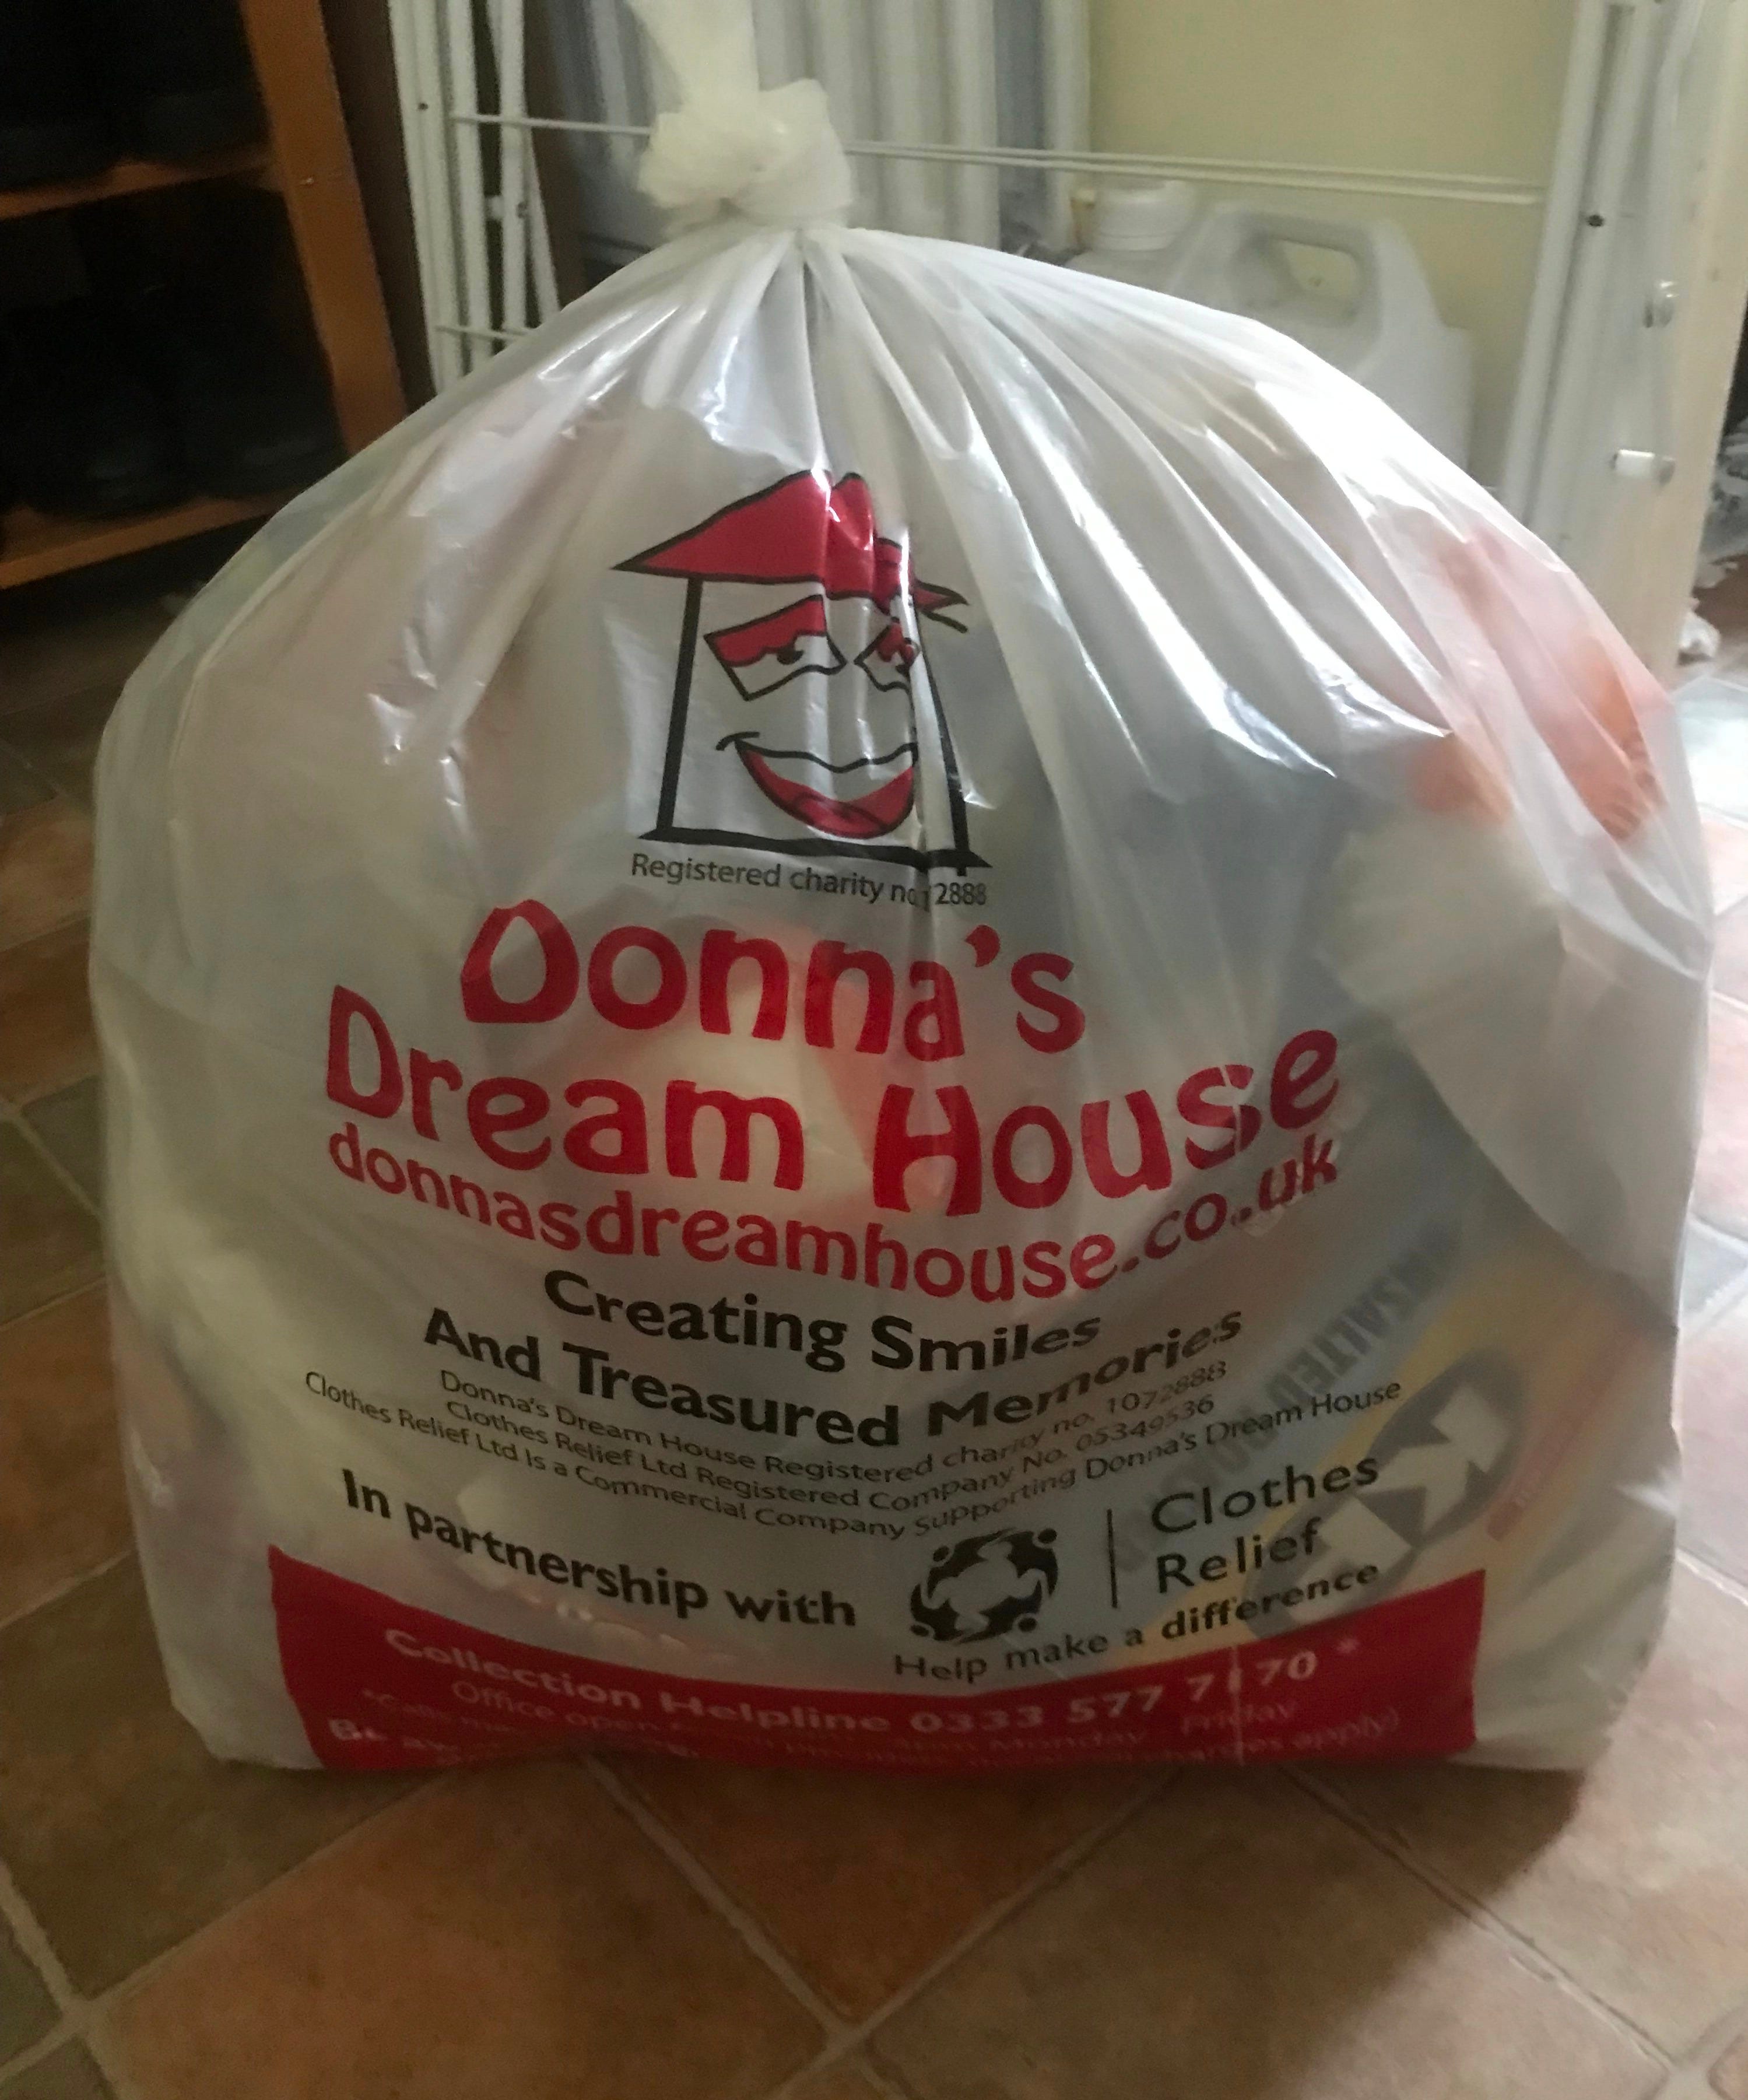 Registered charity no 2888
Donna's
Dream House
donnasdreamhouse.co.uk
Creating Smiles
And Treasured Memories
Donna's Dream House Registered charity no. 1072888
Clothes Relief Ltd Registered Company No. 05349536
Clothes Relief Ltd Is a Commercial Company Supporting Donna's Dream House
In partnership with
Clothes
Relief
Help make a difference
Collection Helpline 0333 577 7170 *
Office open Monday Friday
apply)